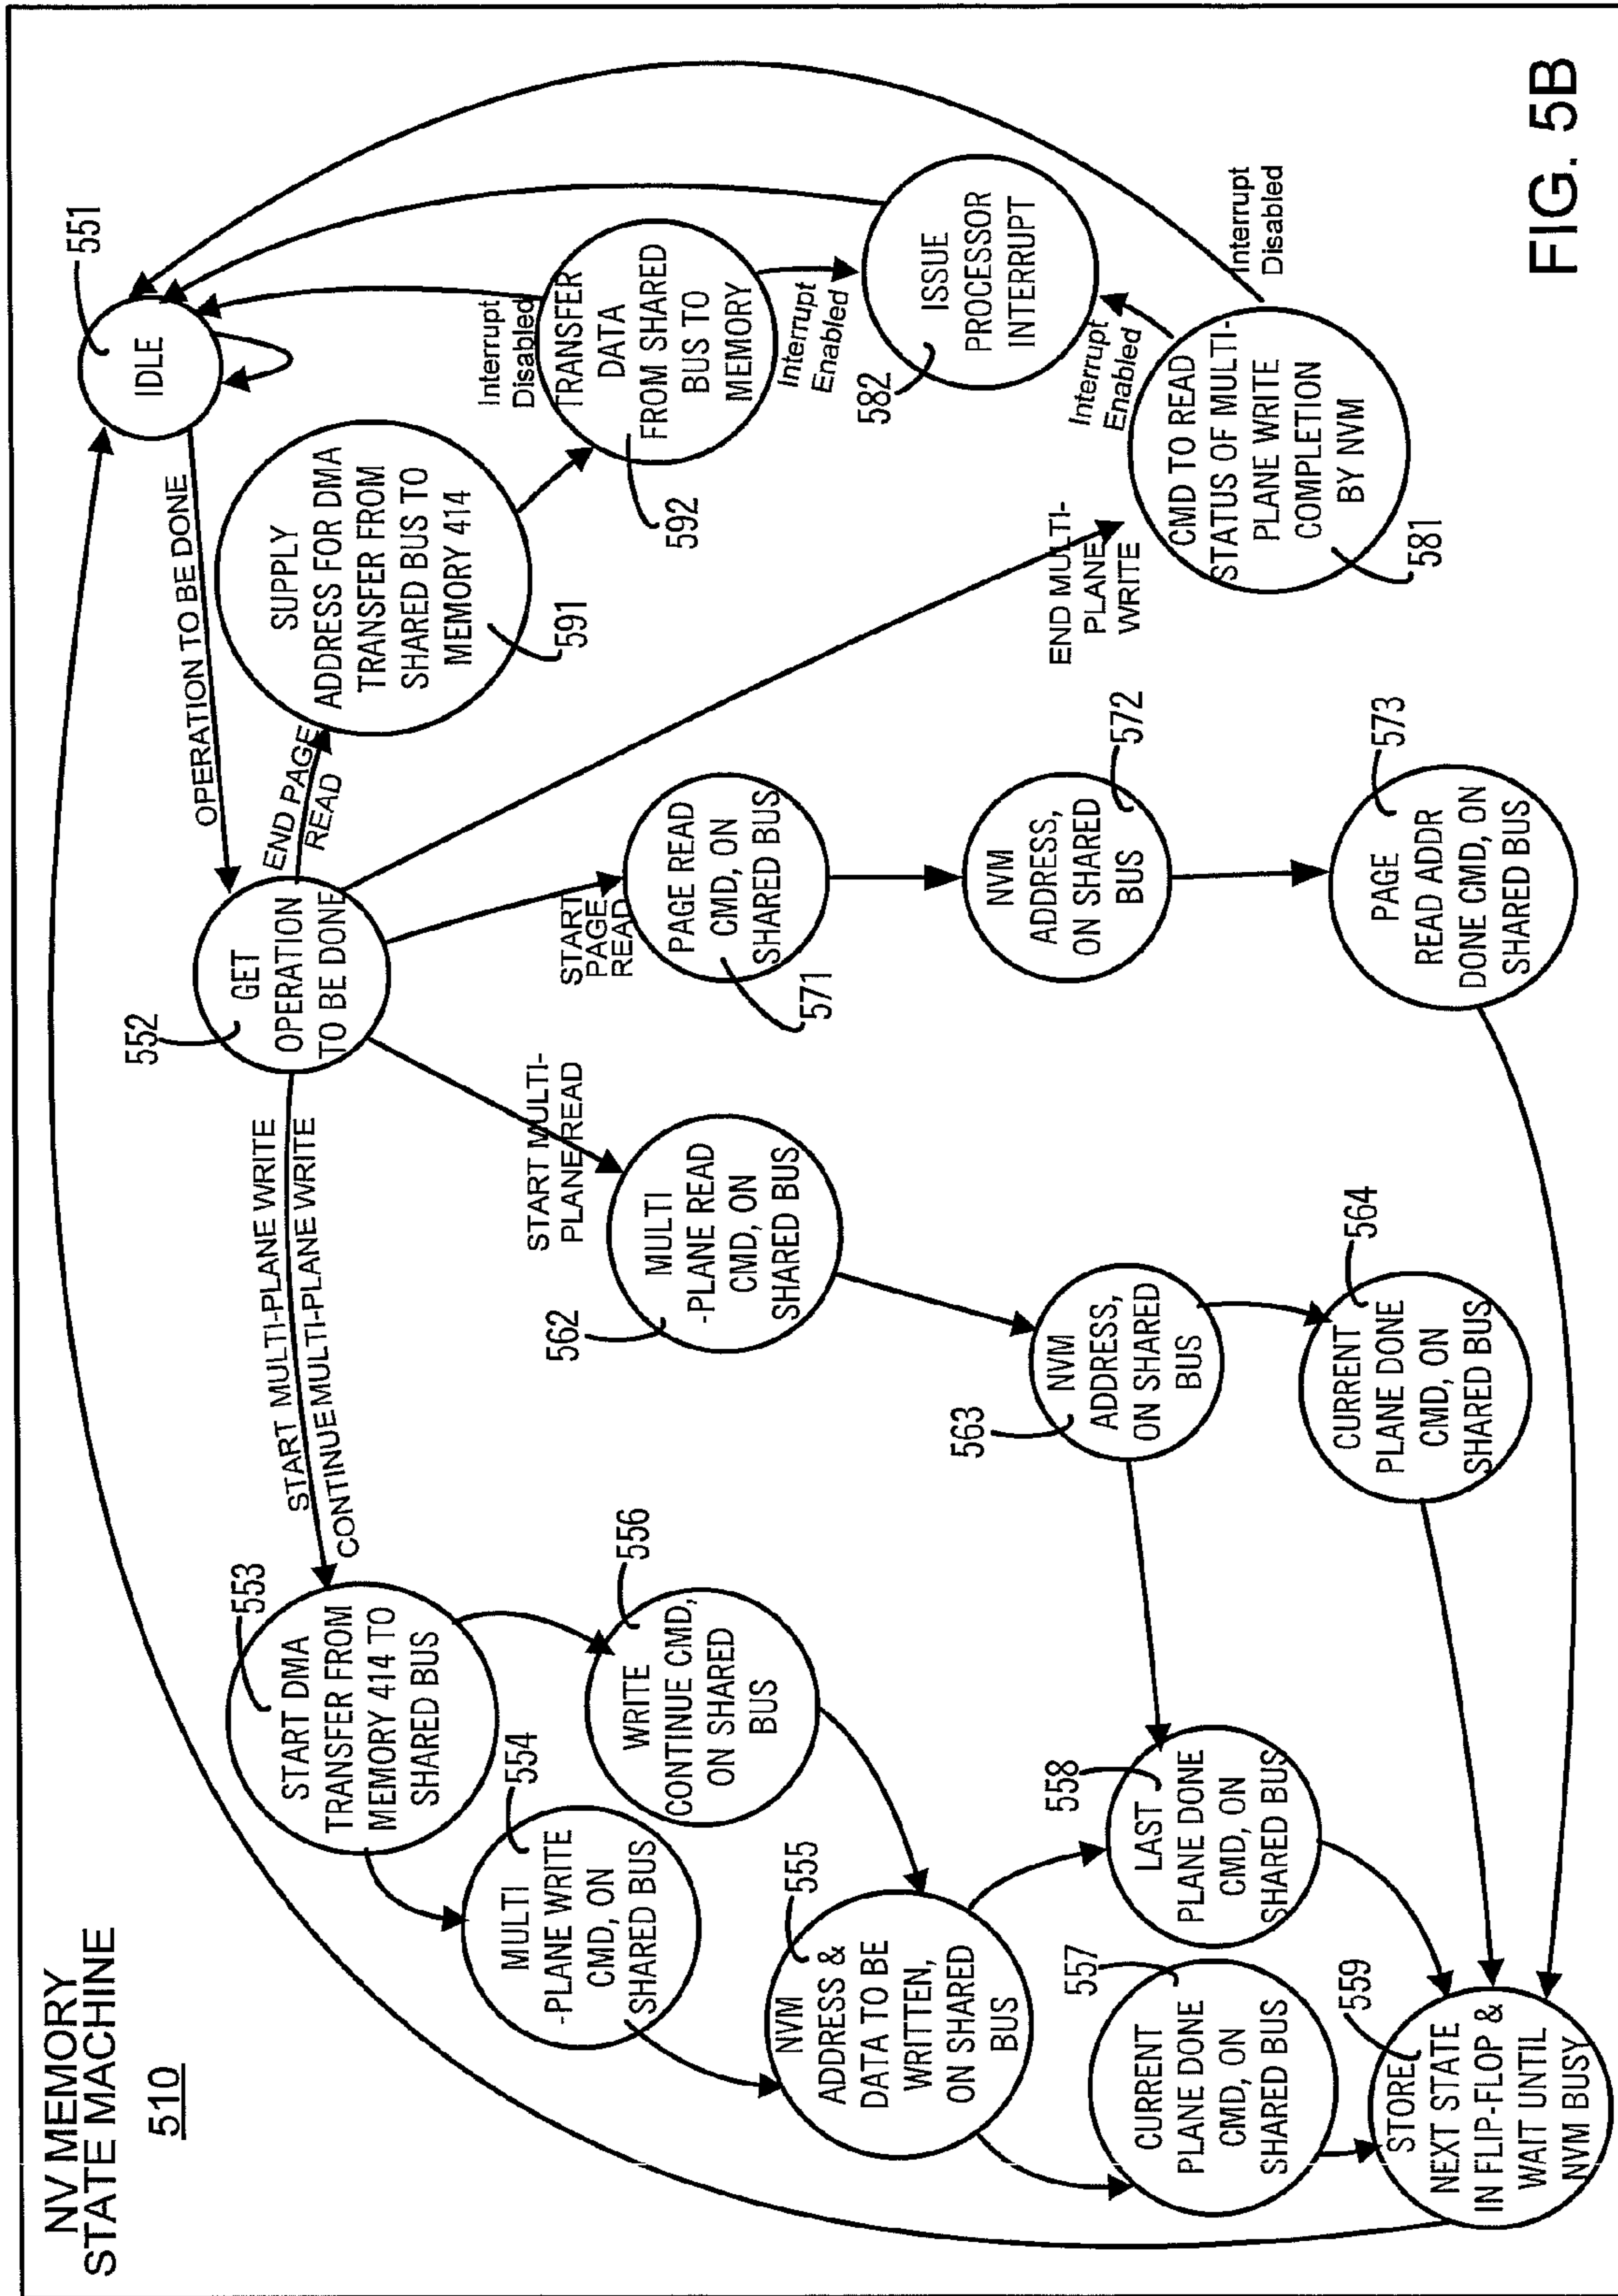 NV MEMORY
STATE MACHINE
510
551
IDLE
OPERATION TO BE DONE
552
GET
OPERATION
TO BE DONE
START MULTI-PLANE WRITE
CONTINUE MULTI-PLANE WRITE
553
START DMA
TRANSFER FROM
MEMORY 414 TO
SHARED BUS
554
MULTI
-PLANE WRITE
CMD, ON
SHARED BUS
556
WRITE
CONTINUE CMD,
ON SHARED
BUS
555
NVM
ADDRESS &
DATA TO BE
WRITTEN,
ON SHARED
BUS
557
CURRENT
PLANE DONE
CMD, ON
SHARED BUS
558
LAST
PLANE DONE
CMD, ON
SHARED BUS
559
STORE
NEXT STATE
IN FLIP-FLOP &
WAIT UNTIL
NVM BUSY
START MULTI-
PLANE READ
562
MULTI
-PLANE READ
CMD, ON
SHARED BUS
563
NVM
ADDRESS,
ON SHARED
BUS
564
CURRENT
PLANE DONE
CMD, ON
SHARED BUS
START
PAGE
READ
571
PAGE READ
CMD, ON
SHARED BUS
572
NVM
ADDRESS,
ON SHARED
BUS
573
PAGE
READ ADDR
DONE CMD, ON
SHARED BUS
END PAGE
READ
591
SUPPLY
ADDRESS FOR DMA
TRANSFER FROM
SHARED BUS TO
MEMORY 414
592
TRANSFER
DATA
FROM SHARED
BUS TO
MEMORY
Interrupt
Disabled
Interrupt
Enabled
582
ISSUE
PROCESSOR
INTERRUPT
END MULTI-
PLANE
WRITE
581
CMD TO READ
STATUS OF MULTI-
PLANE WRITE
COMPLETION
BY NVM
Interrupt
Enabled
Interrupt
Disabled
FIG. 5B